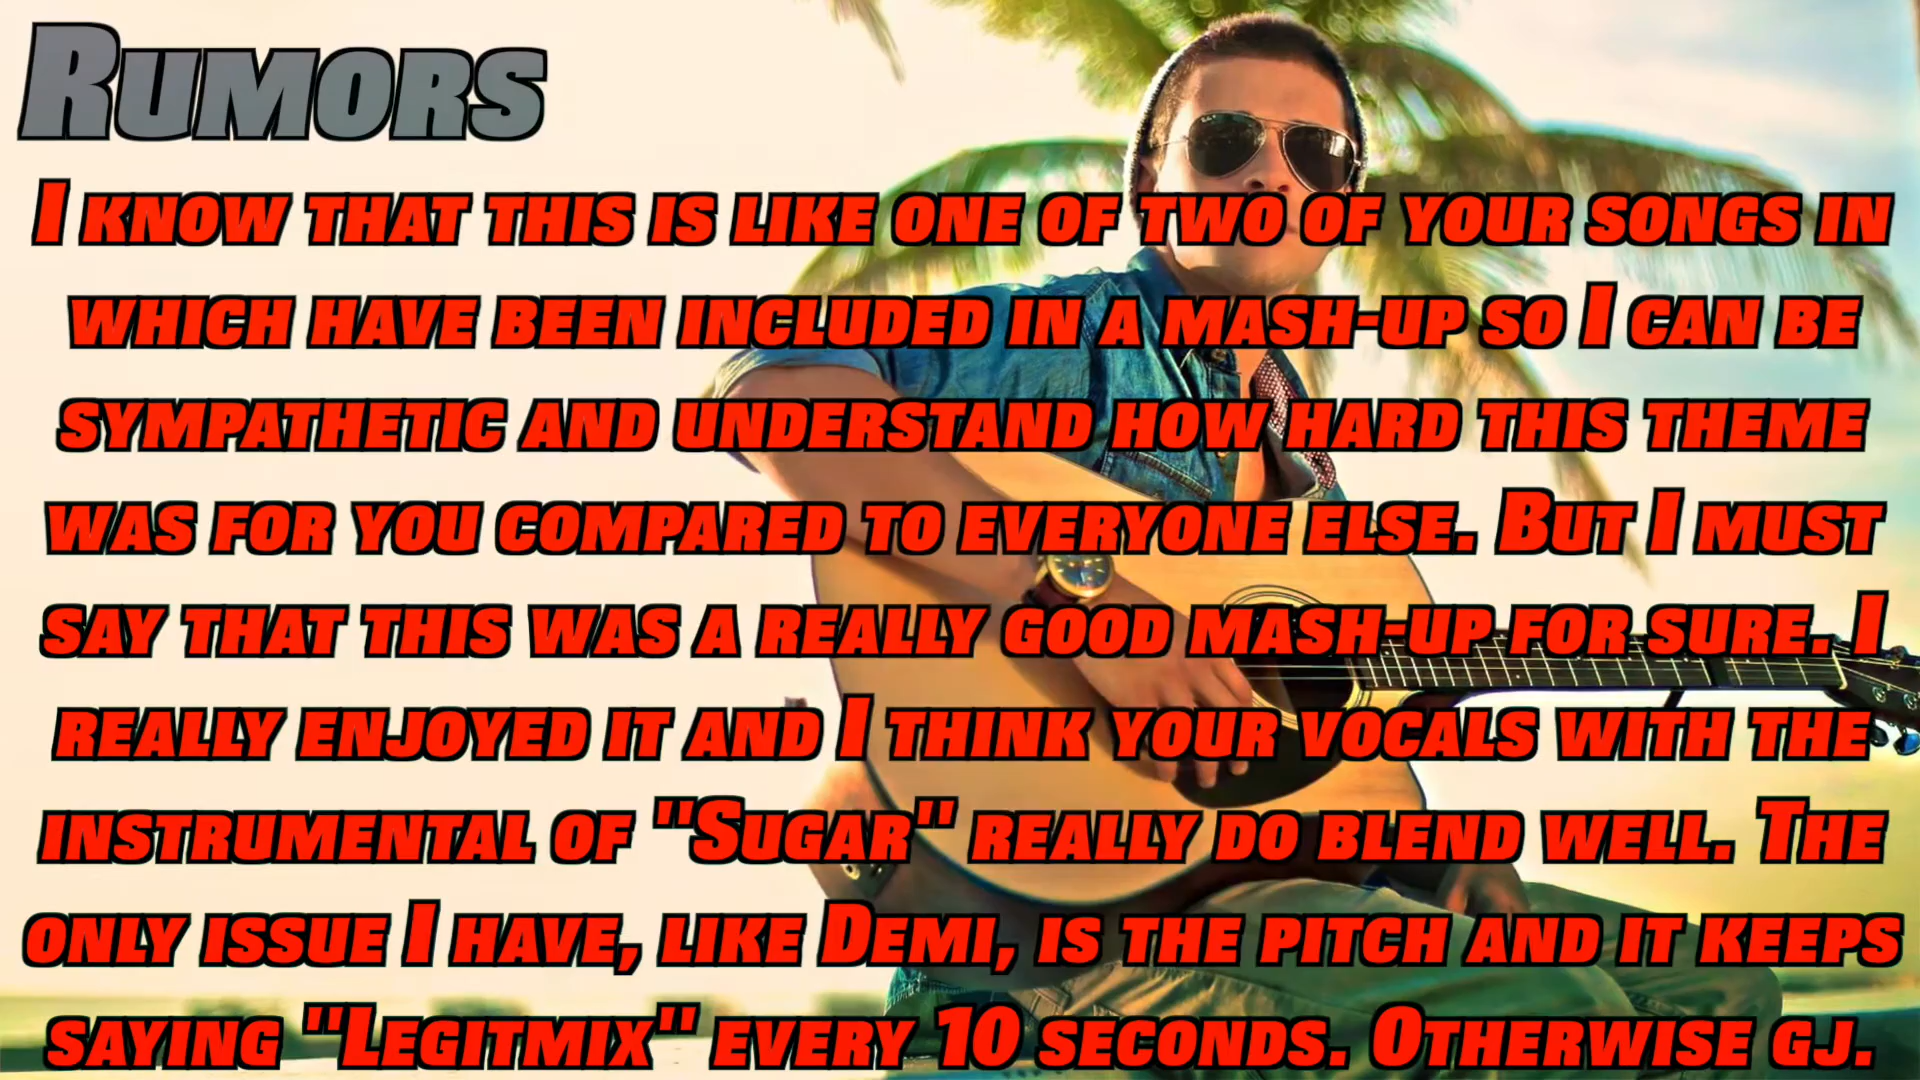 Rumors
I know that this is like one of two of your songs in
which have been included in a mash-up so I can be
sympathetic and understand how hard this theme
was for you compared to everyone else. But I must
say that this was a really good mash-up for sure. I
really enjoyed it and I think your vocals with the
instrumental of "Sugar" really do blend well. The
only issue I have, like Demi, is the pitch and it keeps
saying "Legitmix" every 10 seconds. Otherwise gj.